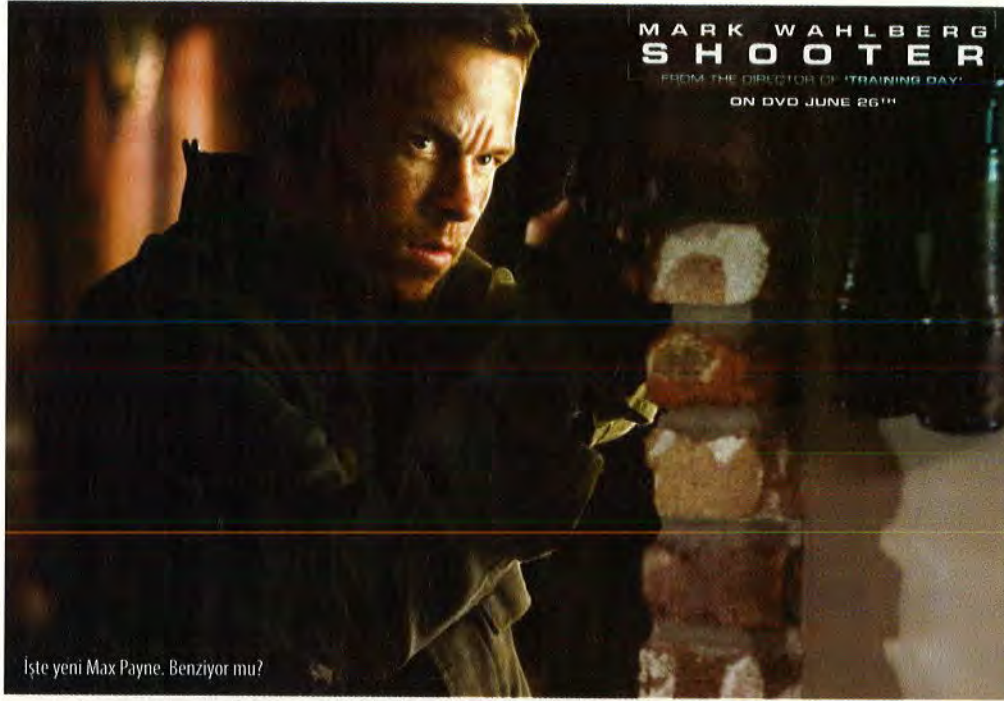 MARK WAHLBERG
SHOOTER
FROM THE DIRECTOR OF 'TRAINING DAY'
ON DVD JUNE 26TH
İşte yeni Max Payne. Benziyor mu?